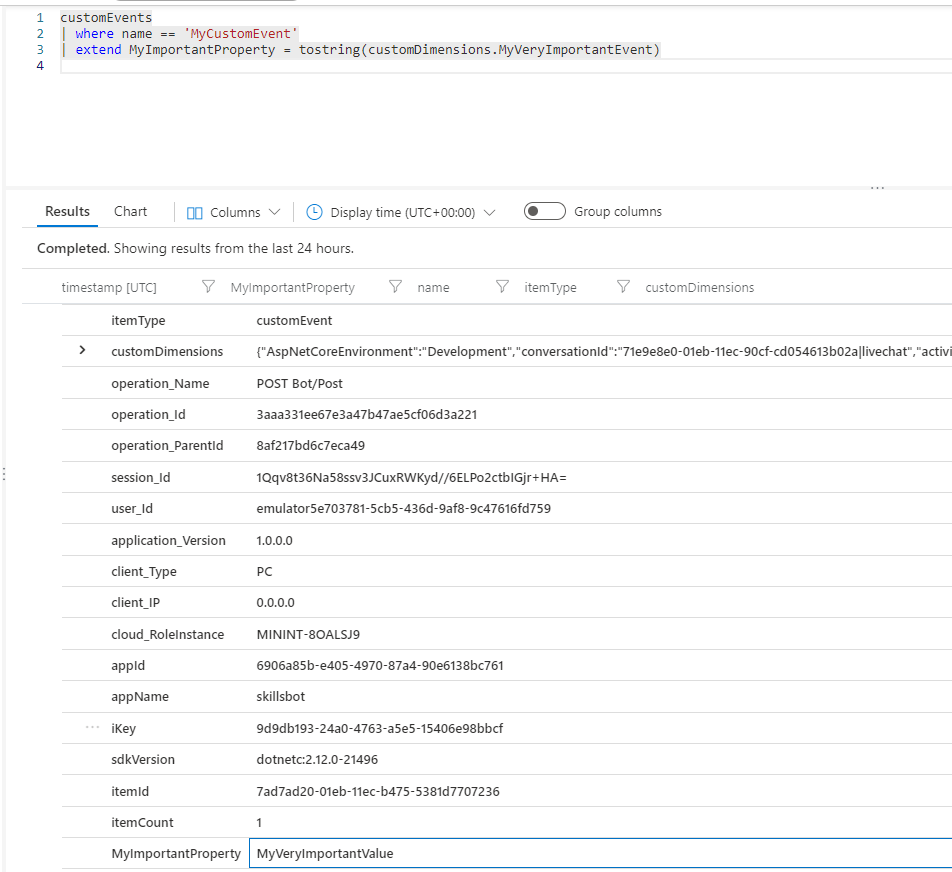 1 customEvents
2 | where name == 'MyCustomEvent'
3 | extend MyImportantProperty = tostring(customDimensions.MyVeryImportantEvent)
4
...
Results Chart Columns Display time (UTC+00:00) Group columns
Completed. Showing results from the last 24 hours.
timestamp [UTC] MyImportantProperty name itemType customDimensions
itemType customEvent
customDimensions {"AspNetCoreEnvironment":"Development","conversationId":"71e9e8e0-01eb-11ec-90cf-cd054613b02a|livechat","activi
operation_Name POST Bot/Post
operation_Id 3aaa331ee67e3a47b47ae5cf06d3a221
operation_ParentId 8af217bd6c7eca49
session_Id 1Qqv8t36Na58ssv3JCuxRWKyd//6ELPo2ctbIGjr+HA=
user_Id emulator5e703781-5cb5-436d-9af8-9c47616fd759
application_Version 1.0.0.0
client_Type PC
client_IP 0.0.0.0
cloud_RoleInstance MININT-8OALSJ9
appId 6906a85b-e405-4970-87a4-90e6138bc761
appName skillsbot
... iKey 9d9db193-24a0-4763-a5e5-15406e98bbcf
sdkVersion dotnetc:2.12.0-21496
itemId 7ad7ad20-01eb-11ec-b475-5381d7707236
itemCount 1
MyImportantProperty MyVeryImportantValue